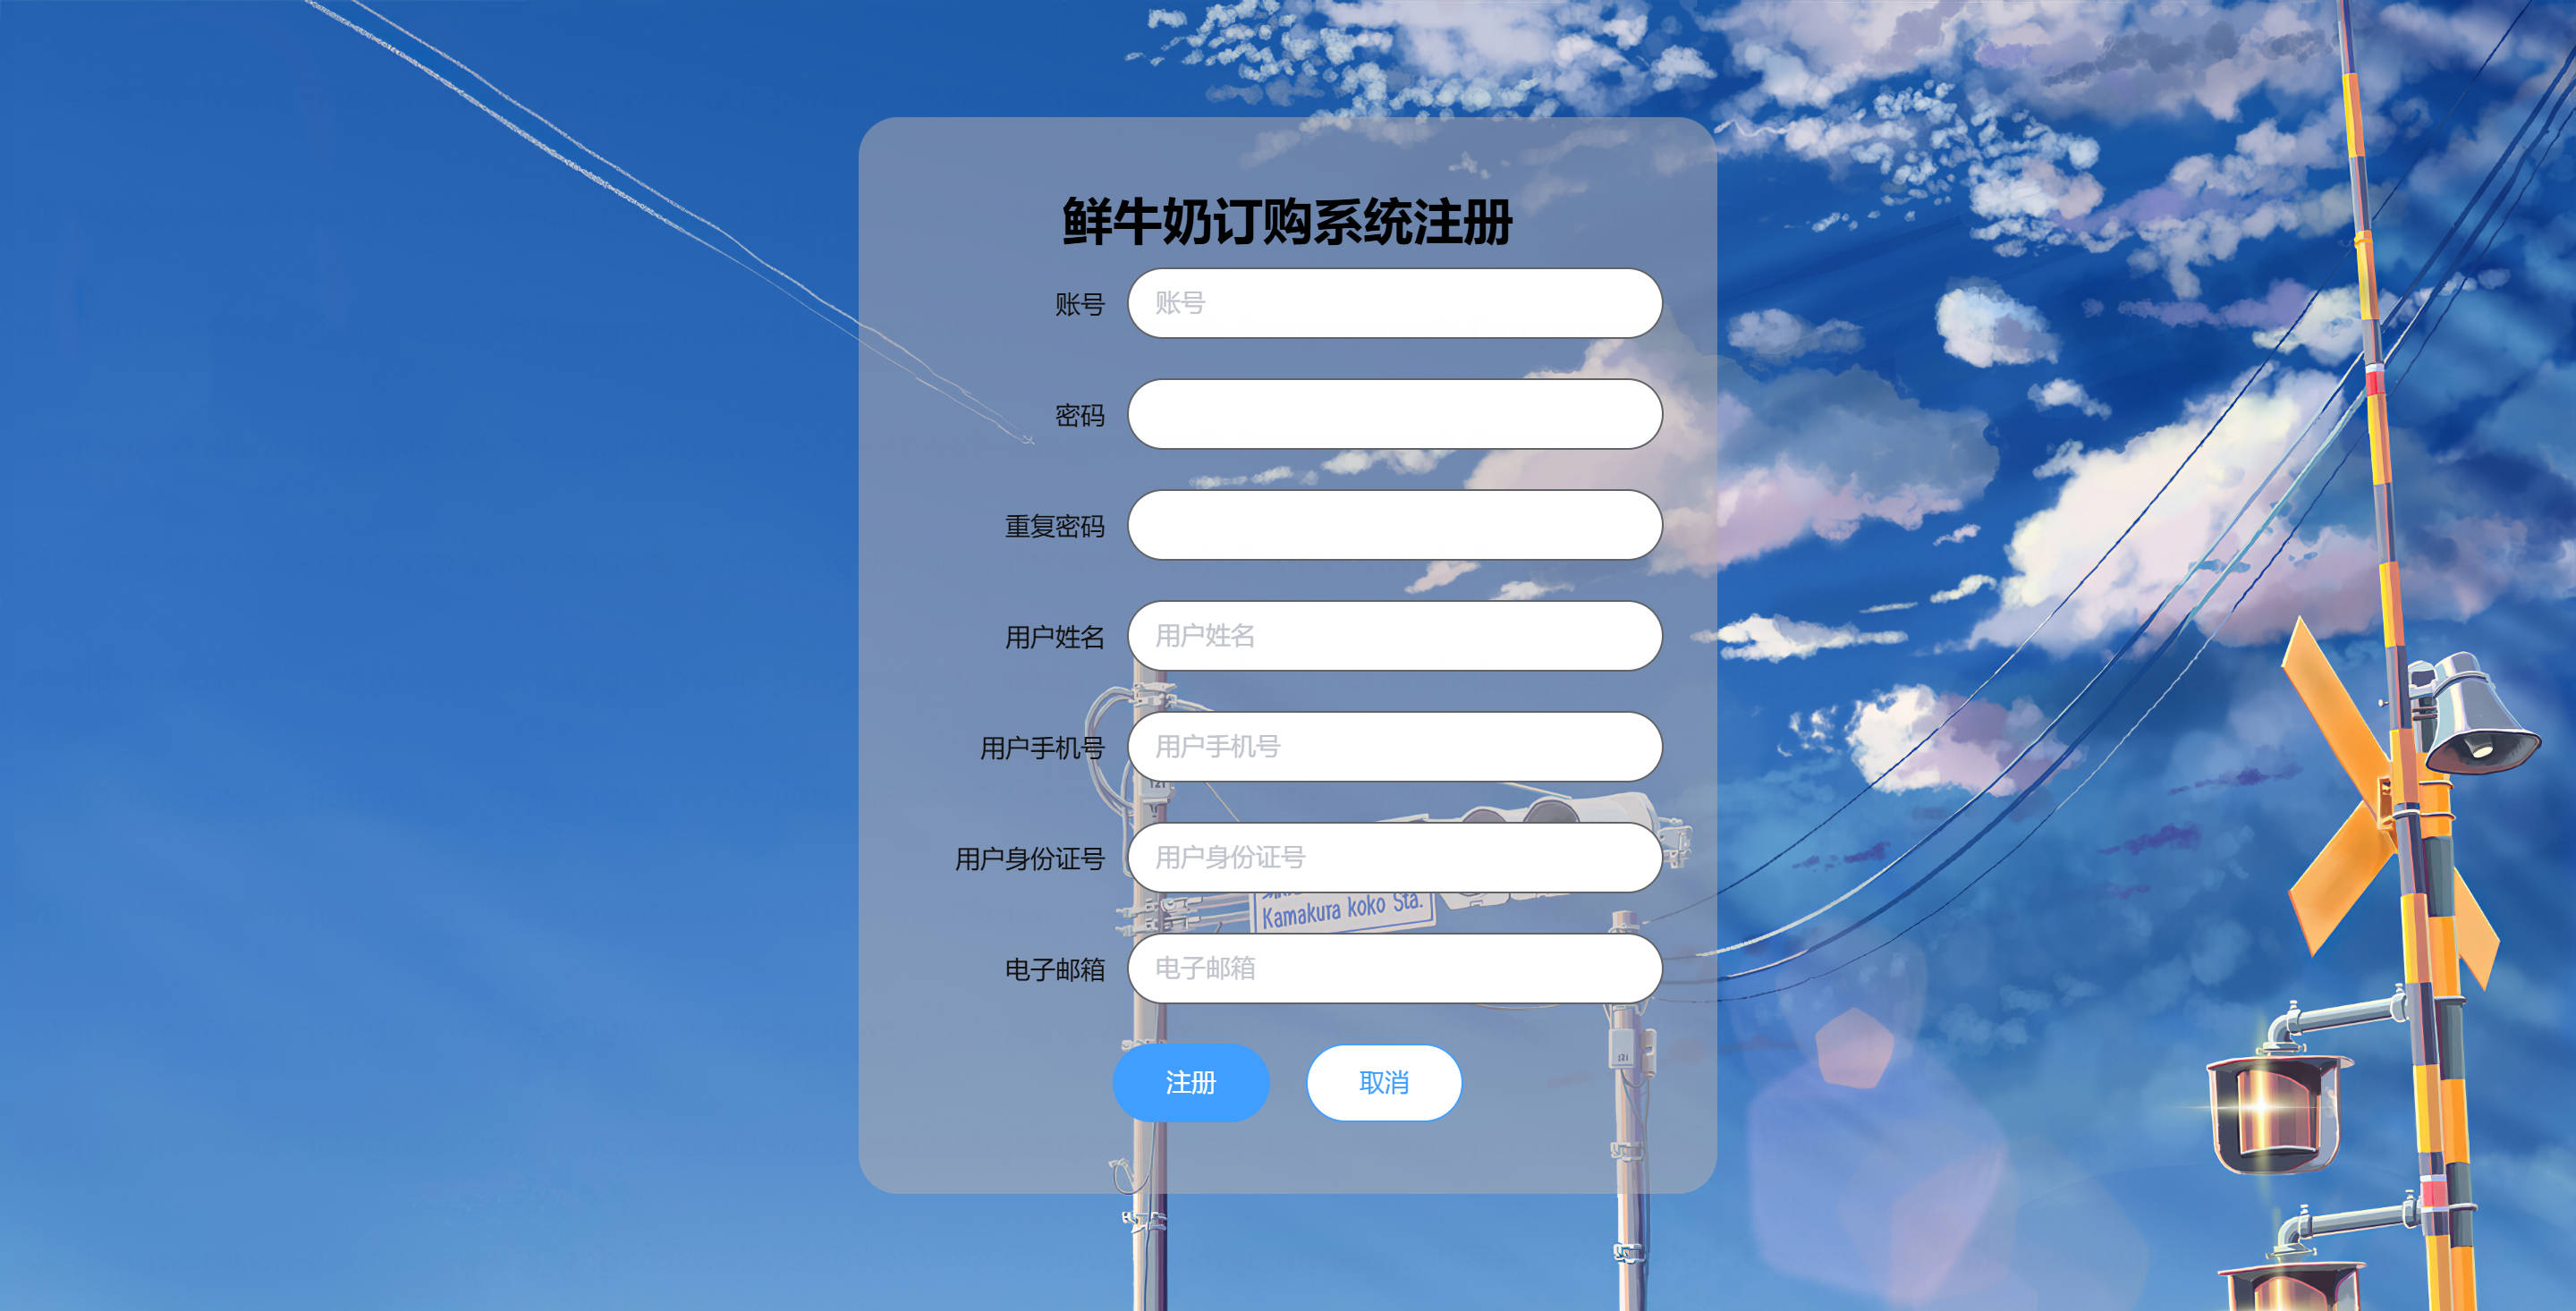 鲜牛奶订购系统注册
账号 账号
密码
重复密码
用户姓名 用户姓名
用户手机号 用户手机号
121
用户身份证号 用户身份证号
Kamakura koko Sta.
电子邮箱 电子邮箱
121
注册 取消